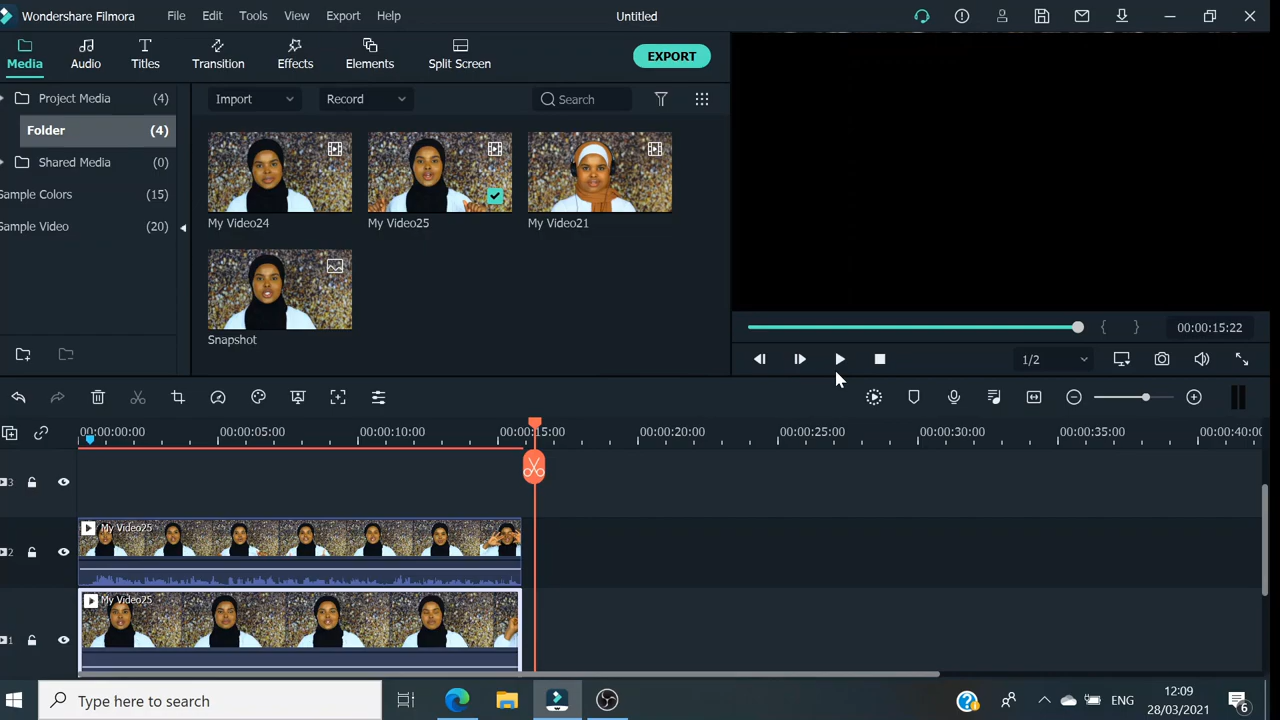 Wondershare Filmora File Edit Tools View Export Help Untitled
Media Audio Titles Transition Effects Elements Split Screen EXPORT
Project Media (4)
Folder (4)
Shared Media (0)
Sample Colors (15)
Sample Video (20)
Import Record Search
My Video24 My Video25 My Video21
Snapshot
00:00:15:22
1/2
00:00:00:00 00:00:05:00 00:00:10:00 00:00:15:00 00:00:20:00 00:00:25:00 00:00:30:00 00:00:35:00 00:00:40:00
3
2 My Video25
1 My Video25
Type here to search
ENG
12:09
28/03/2021
6